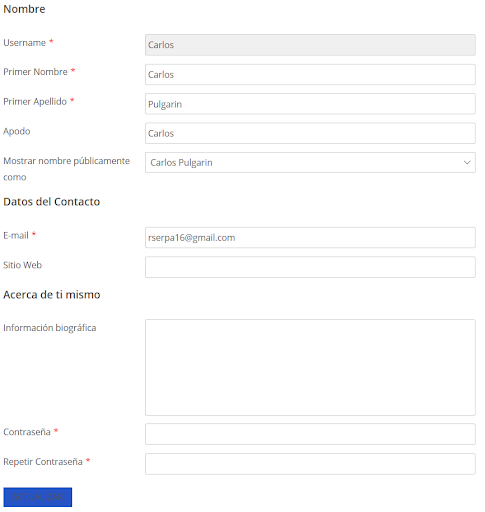 Nombre
Username * Carlos
Primer Nombre * Carlos
Primer Apellido * Pulgarin
Apodo Carlos
Mostrar nombre públicamente como Carlos Pulgarin
Datos del Contacto
E-mail * rserpa16@gmail.com
Sitio Web
Acerca de ti mismo
Información biográfica
Contraseña *
Repetir Contraseña *